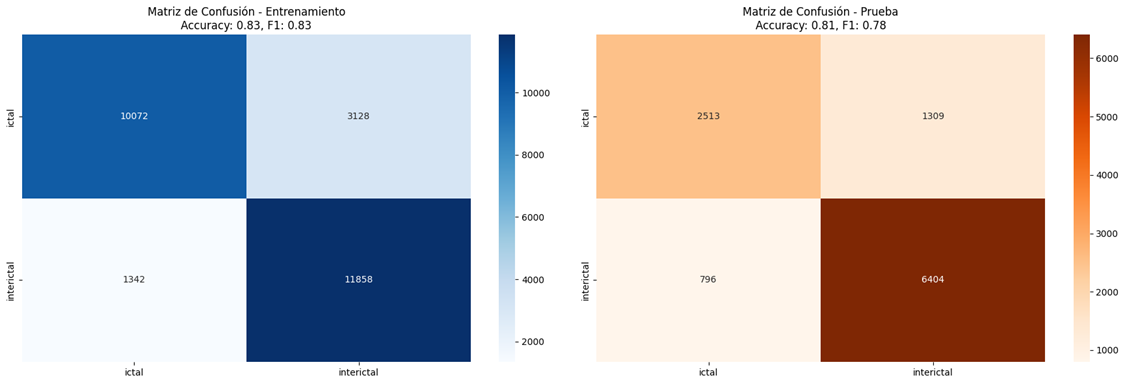 Matriz de Confusión - Entrenamiento
Accuracy: 0.83, F1: 0.83
ictal
interictal
10072
3128
1342
11858
ictal
interictal
10000
8000
6000
4000
2000
Matriz de Confusión - Prueba
Accuracy: 0.81, F1: 0.78
ictal
interictal
2513
1309
796
6404
ictal
interictal
6000
5000
4000
3000
2000
1000